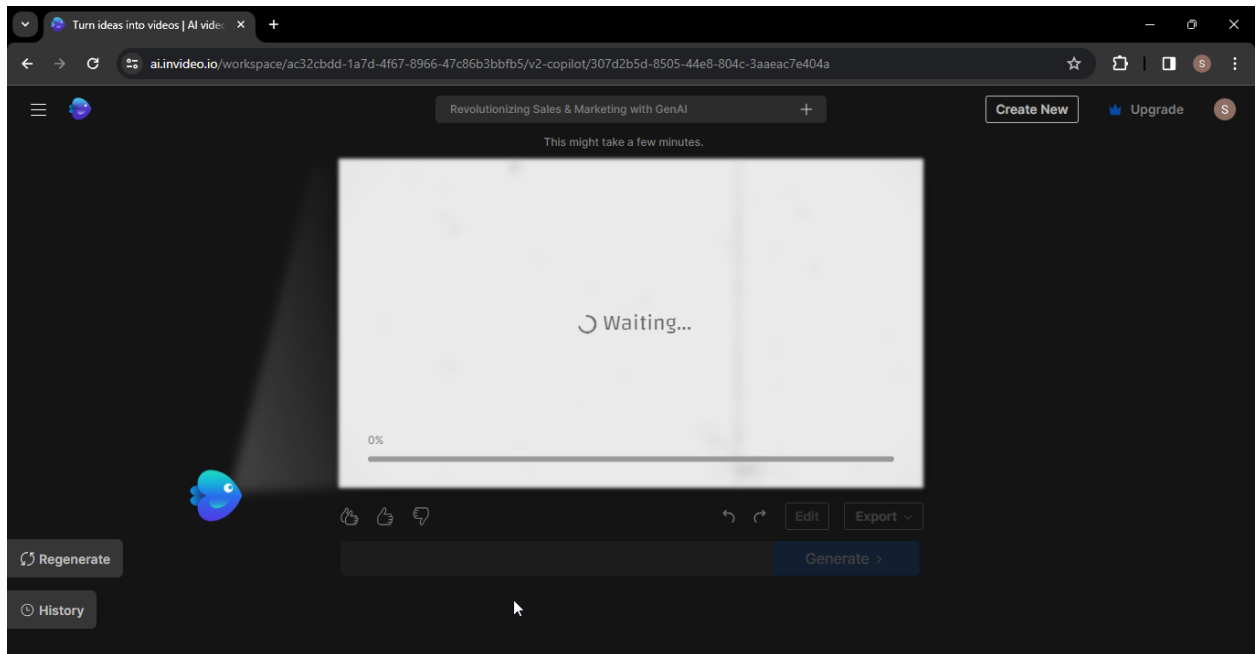 Turn ideas into videos | AI video
ai.invideo.io/workspace/ac32cbdd-1a7d-4f67-8966-47c86b3bbfb5/v2-copilot/307d2b5d-8505-44e8-804c-3aaeac7e404a
S
Revolutionizing Sales & Marketing with GenAI
Create New
Upgrade
S
This might take a few minutes.
Waiting...
0%
Edit
Export
Generate >
Regenerate
History